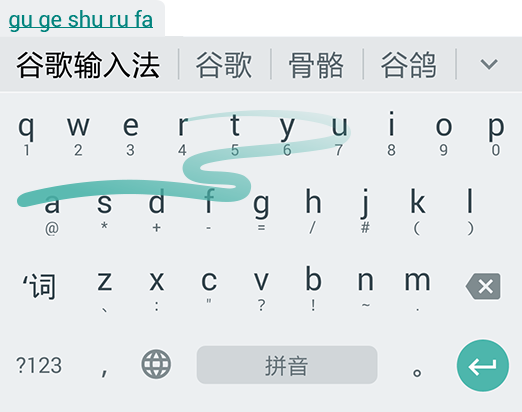 gu ge shu ru fa
谷歌输入法 谷歌 骨骼 谷鸽
q w e r t y u i o p
1 2 3 4 5 6 7 8 9 0
a s d f g h j k l
@ * + - = / # ( )
‘词 z x c v b n m
、 : " ? ! ~ .
?123 , 拼音 。